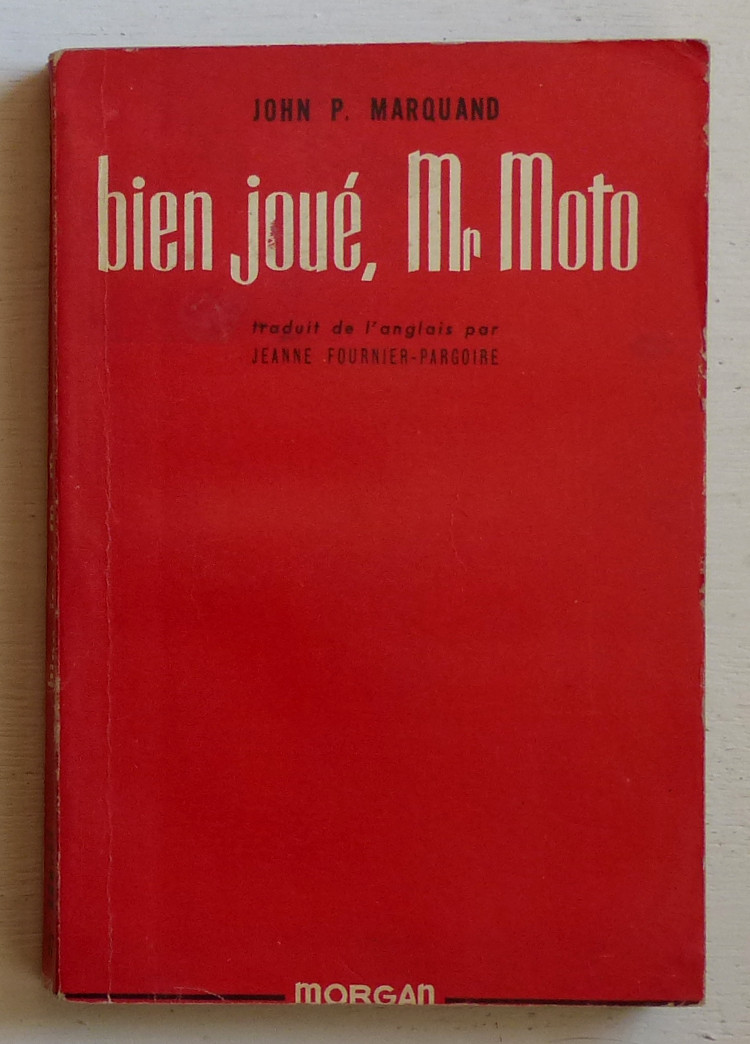 JOHN P. MARQUAND
bien joué, Mr Moto
traduit de l'anglais par
JEANNE FOURNIER-PARGOIRE
MORGAN